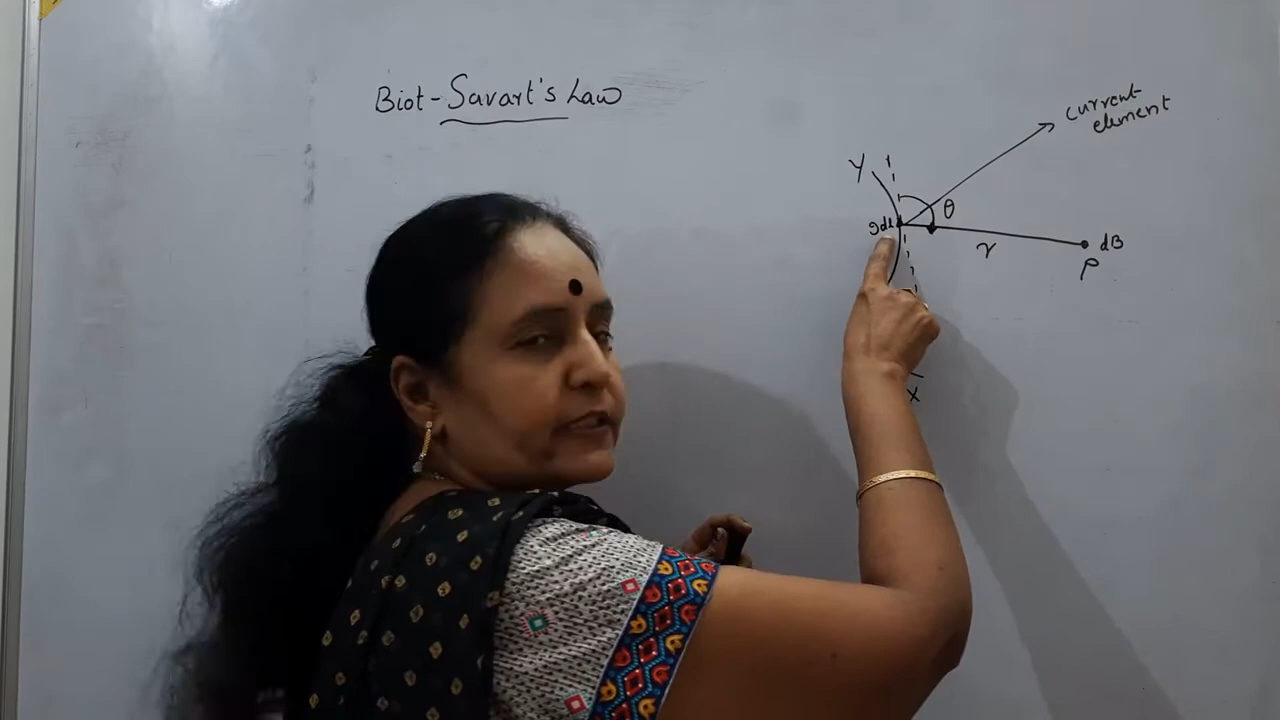 Biot-Savart's Law
current
element
Y
θ
Idl
r
dB
P
X